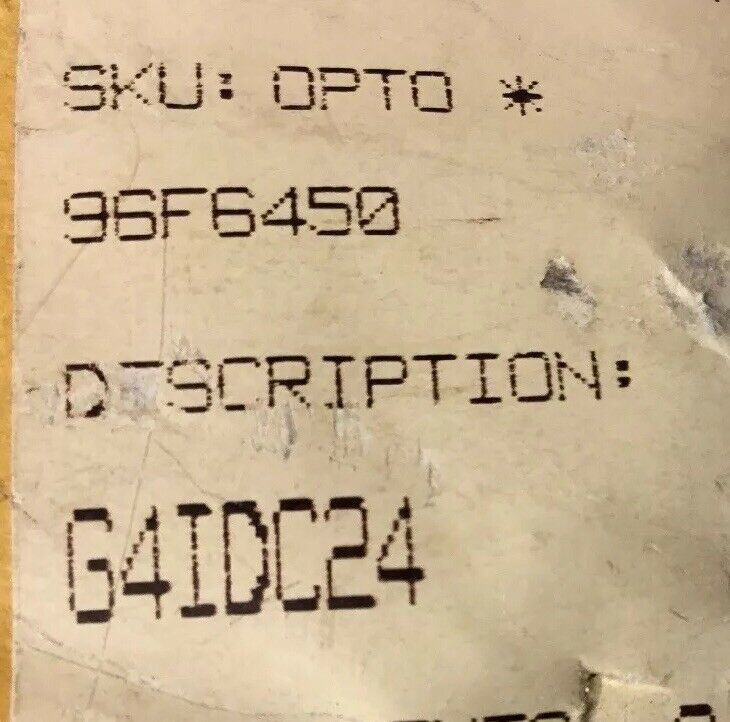 SKU: OPTO *
96F6450
DESCRIPTION:
G4IDC24